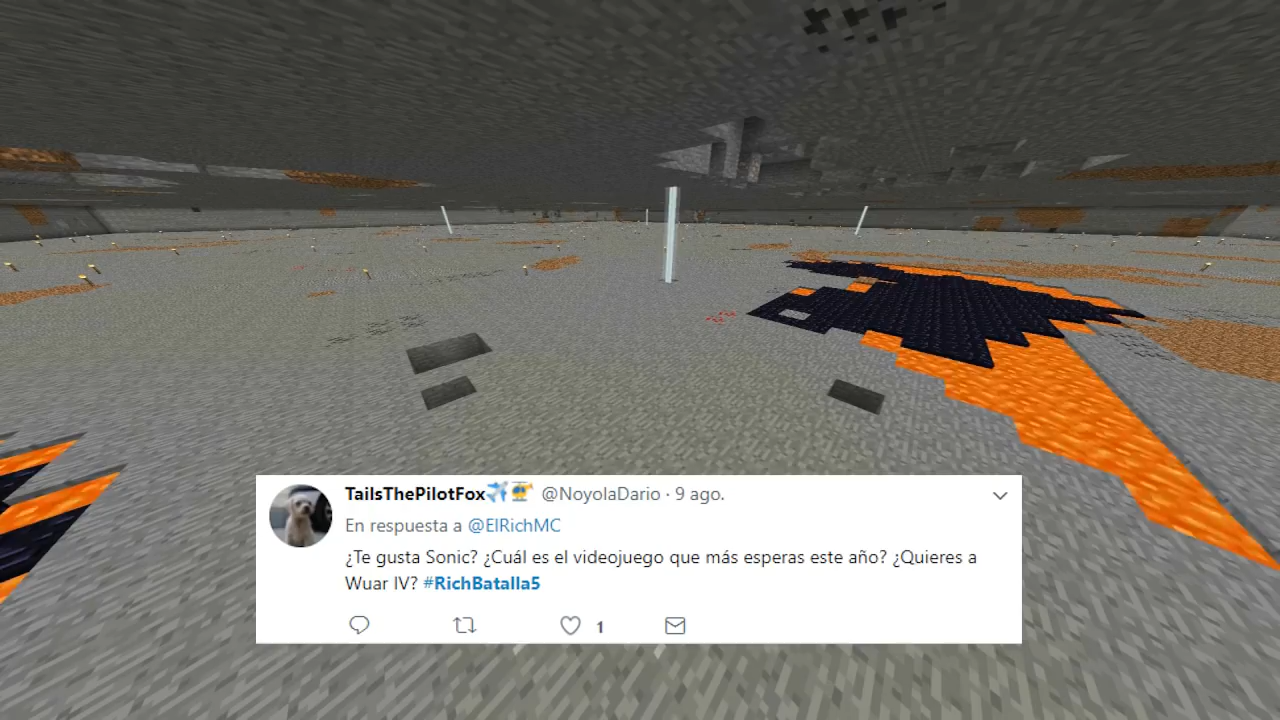 TailsThePilotFox✈️🚁 @NoyolaDario · 9 ago.
En respuesta a @ElRichMC
¿Te gusta Sonic? ¿Cuál es el videojuego que más esperas este año? ¿Quieres a
Wuar IV? #RichBatalla5
1